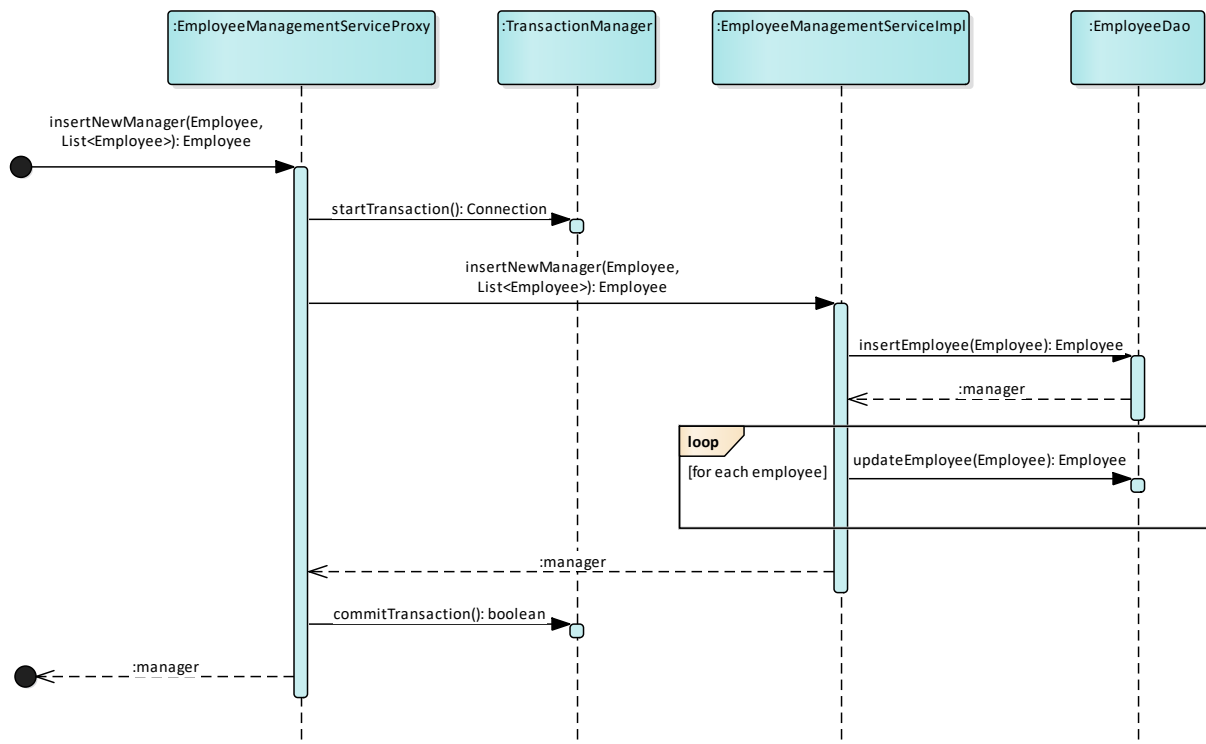 :EmployeeManagementServiceProxy
:TransactionManager
:EmployeeManagementServiceImpl
:EmployeeDao
insertNewManager(Employee,
List<Employee>): Employee
startTransaction(): Connection
insertNewManager(Employee,
List<Employee>): Employee
insertEmployee(Employee): Employee
:manager
loop
[for each employee]
updateEmployee(Employee): Employee
:manager
commitTransaction(): boolean
:manager